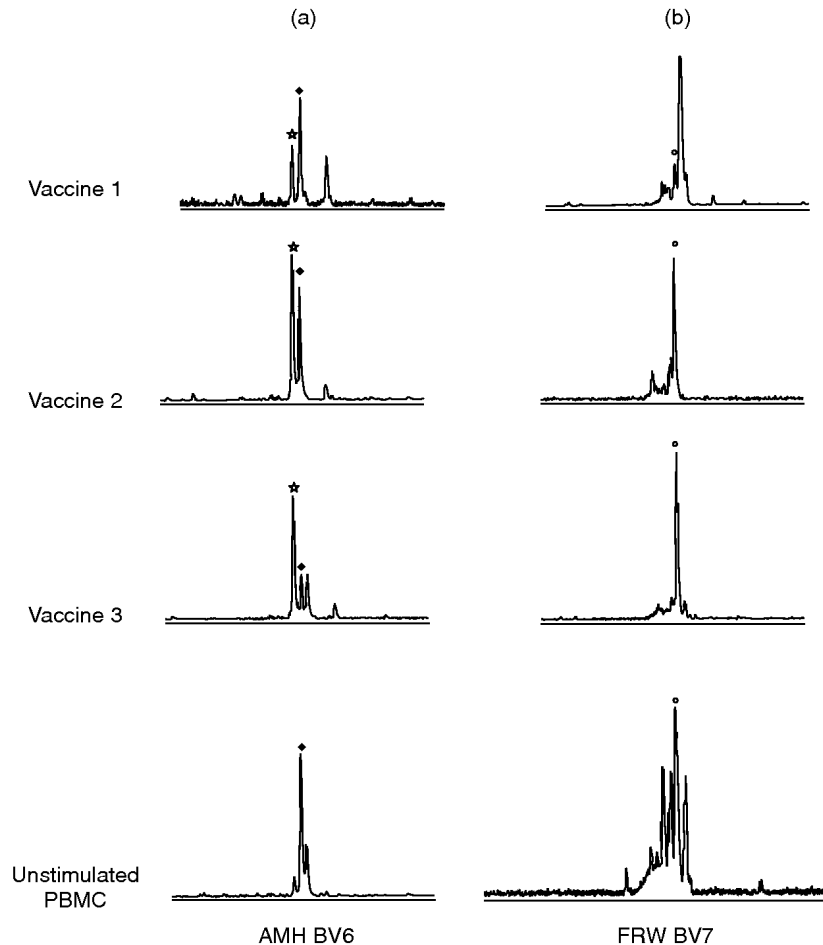 (a) (b)
Vaccine 1
Vaccine 2
Vaccine 3
Unstimulated
PBMC
AMH BV6 FRW BV7